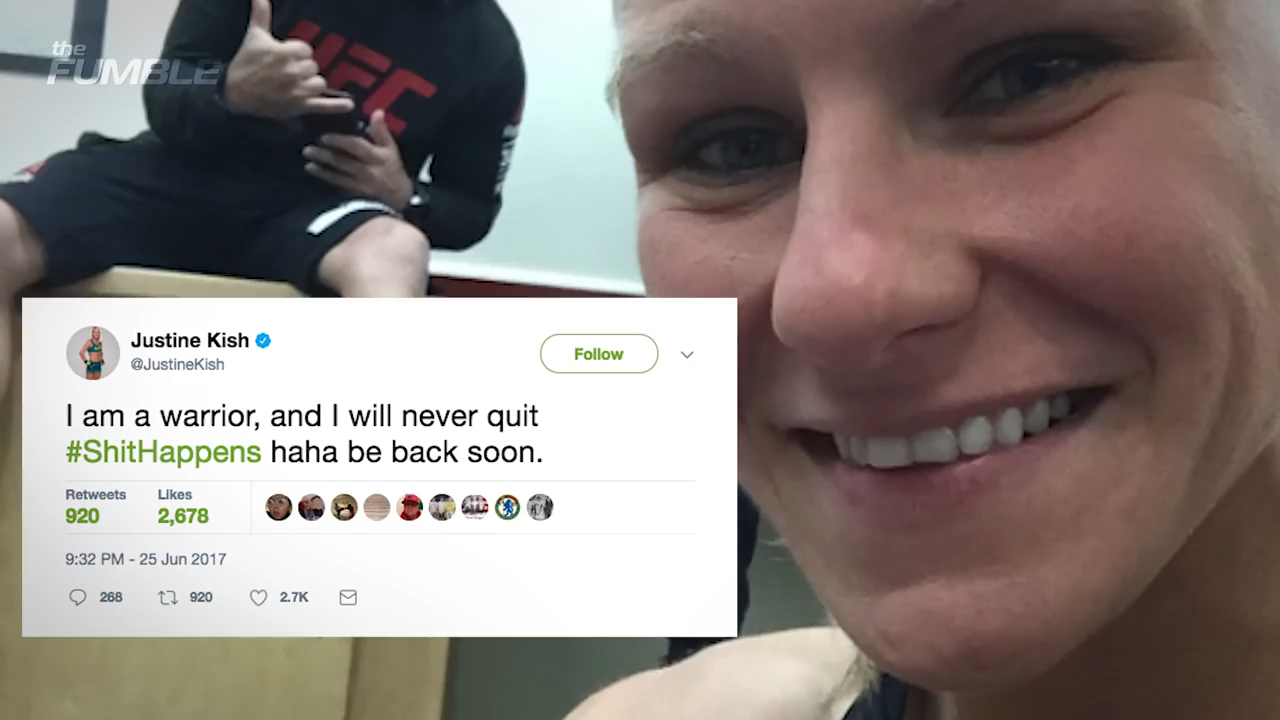 the
FUMBLE
UFC
Justine Kish
@JustineKish
Follow
I am a warrior, and I will never quit
#ShitHappens haha be back soon.
Retweets Likes
920 2,678
9:32 PM - 25 Jun 2017
268 920 2.7K